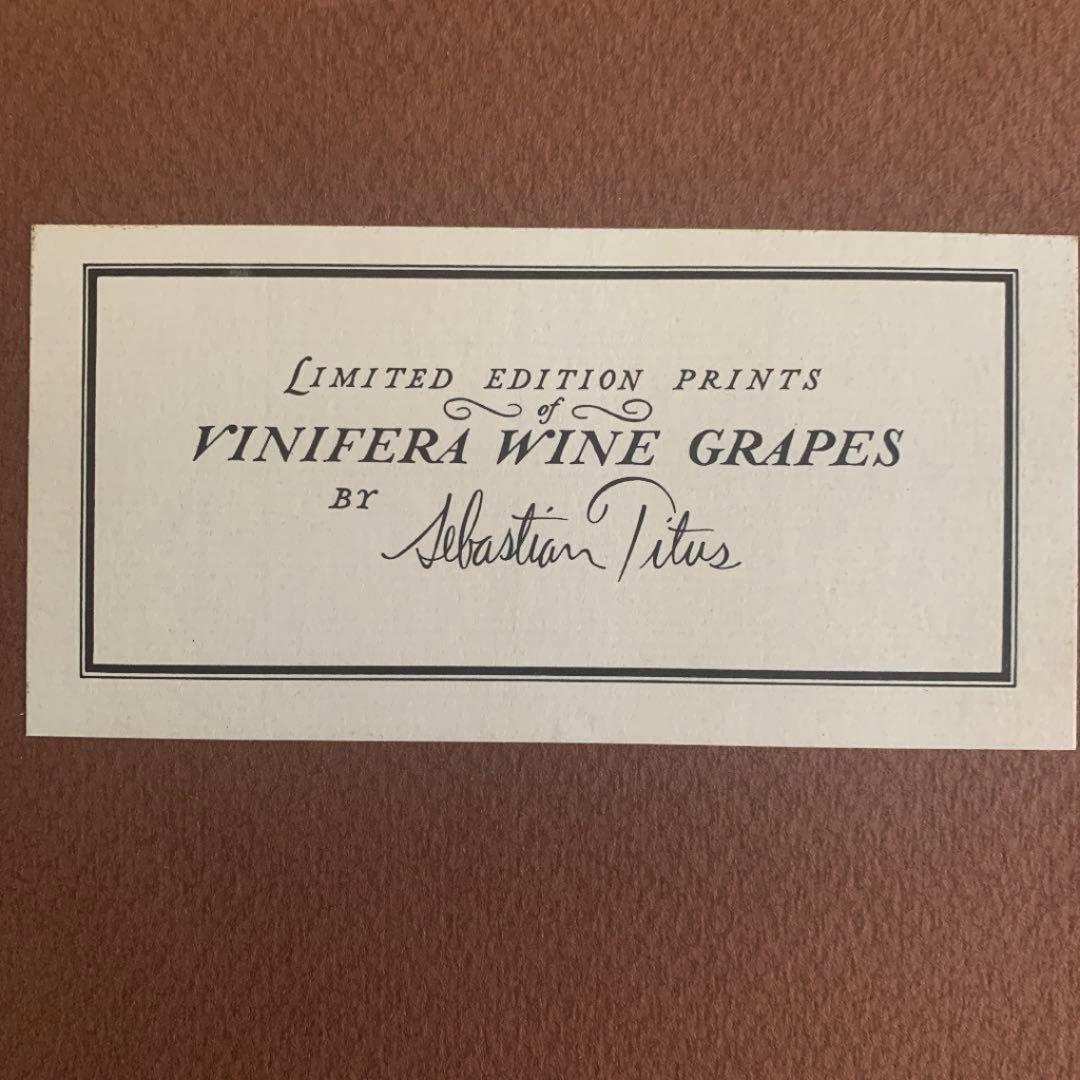 LIMITED EDITION PRINTS
of
VINIFERA WINE GRAPES
BY Sebastian Titus